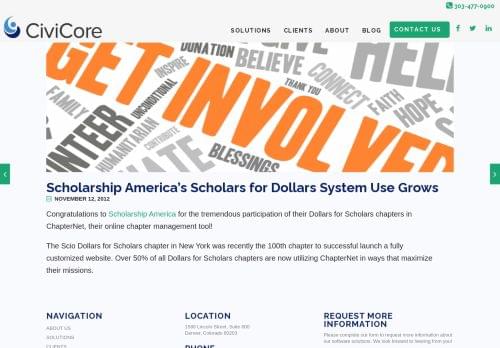 303-477-0900
CiviCore
SOLUTIONS CLIENTS ABOUT BLOG CONTACT US
GET INVOLVED
DONATION
BELIEVE
HELP
INSPIRE
THANK YOU
CONNECT
FAITH
HOPE
FAMILY
UNCONDITIONAL
VOLUNTEER
HUMANITARIAN
CONTRIBUTE
BLESSINGS
Scholarship America's Scholars for Dollars System Use Grows
NOVEMBER 12, 2012
Congratulations to Scholarship America for the tremendous participation of their Dollars for Scholars chapters in
ChapterNet, their online chapter management tool!
The Scio Dollars for Scholars chapter in New York was recently the 100th chapter to successful launch a fully
customized website. Over 50% of all Dollars for Scholars chapters are now utilizing ChapterNet in ways that maximize
their missions.
NAVIGATION
ABOUT US
SOLUTIONS
CLIENTS
LOCATION
1580 Lincoln Street, Suite 800
Denver, Colorado 80203
PHONE
REQUEST MORE
INFORMATION
Please complete our form to request more information about
our software solutions. We look forward to hearing from you!